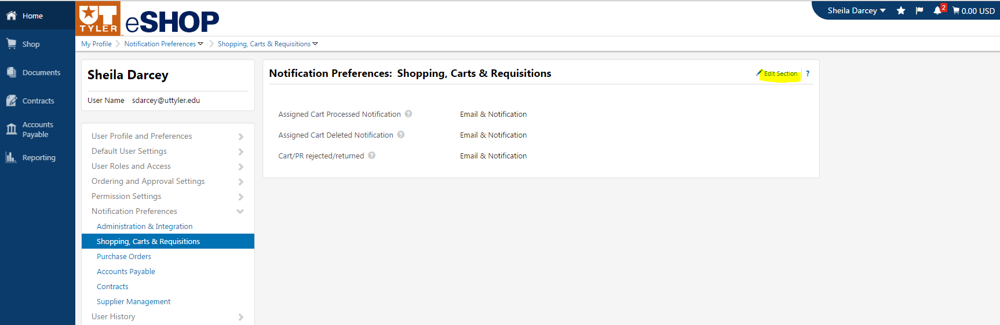 Home
Shop
Documents
Contracts
Accounts
Payable
Reporting
UT
TYLER
eSHOP
Sheila Darcey
2
0.00 USD
My Profile
Notification Preferences
Shopping, Carts & Requisitions
Sheila Darcey
User Name sdarcey@uttyler.edu
User Profile and Preferences
Default User Settings
User Roles and Access
Ordering and Approval Settings
Permission Settings
Notification Preferences
Administration & Integration
Shopping, Carts & Requisitions
Purchase Orders
Accounts Payable
Contracts
Supplier Management
User History
Notification Preferences: Shopping, Carts & Requisitions
Edit Section ?
Assigned Cart Processed Notification ? Email & Notification
Assigned Cart Deleted Notification ? Email & Notification
Cart/PR rejected/returned ? Email & Notification